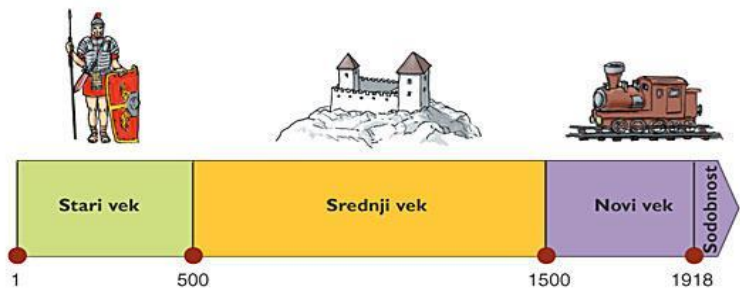 Stari vek
Srednji vek
Novi vek
Sodobnost
1
500
1500
1918